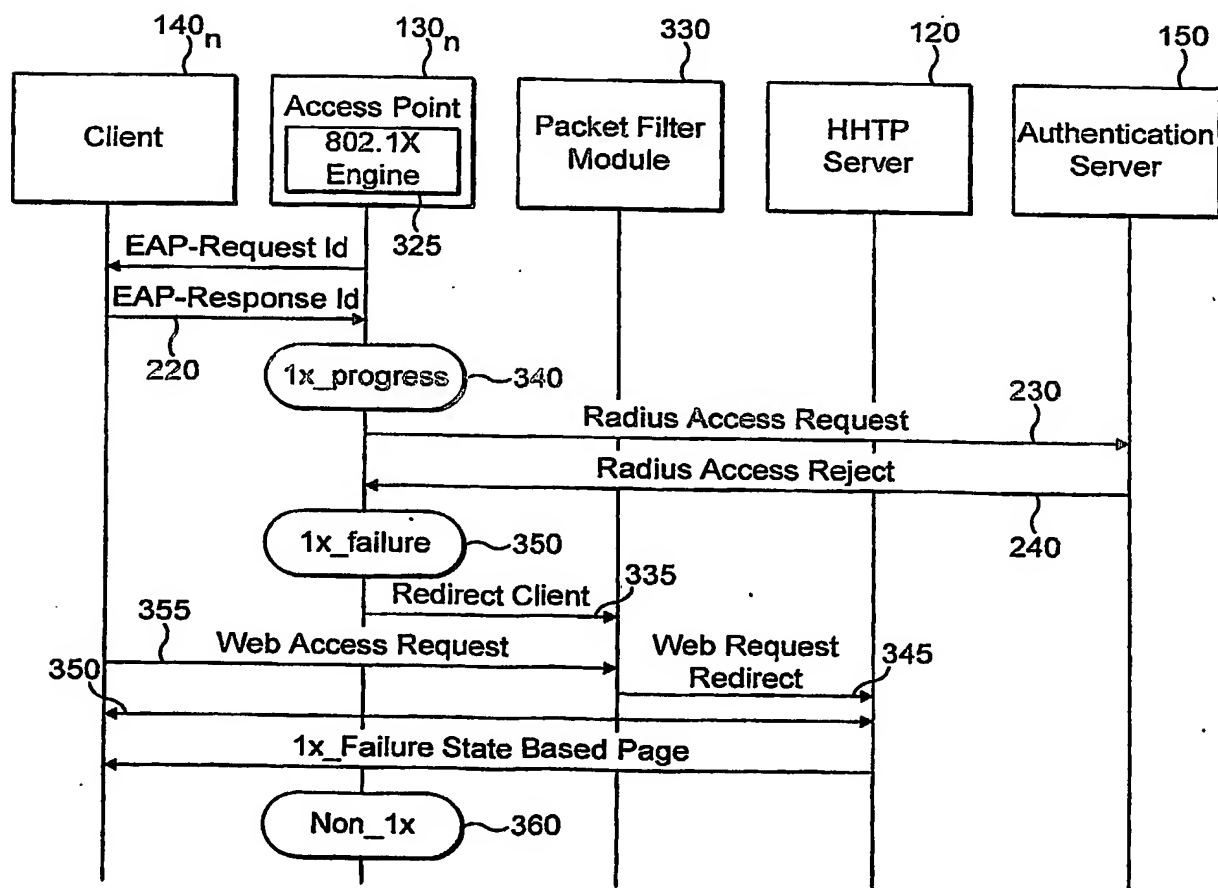 140n
130n
330
120
150
Client
Access Point
802.1X
Engine
Packet Filter
Module
HHTP
Server
Authentication
Server
325
EAP-Request Id
EAP-Response Id
220
1x_progress
340
Radius Access Request
230
Radius Access Reject
240
1x_failure
350
Redirect Client
335
355
Web Access Request
Web Request
Redirect
345
350
1x_Failure State Based Page
Non_1x
360